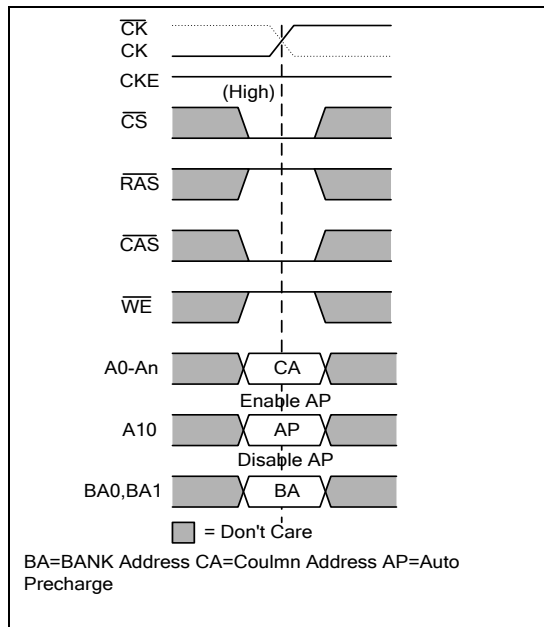 CK
CK
CKE
(High)
CS
RAS
CAS
WE
A0-An
CA
Enable AP
A10
AP
Disable AP
BA0,BA1
BA
= Don't Care
BA=BANK Address CA=Coulmn Address AP=Auto
Precharge